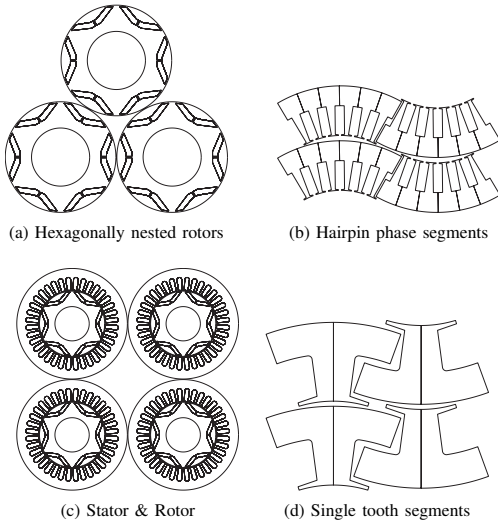 (a) Hexagonally nested rotors
(b) Hairpin phase segments
(c) Stator & Rotor
(d) Single tooth segments